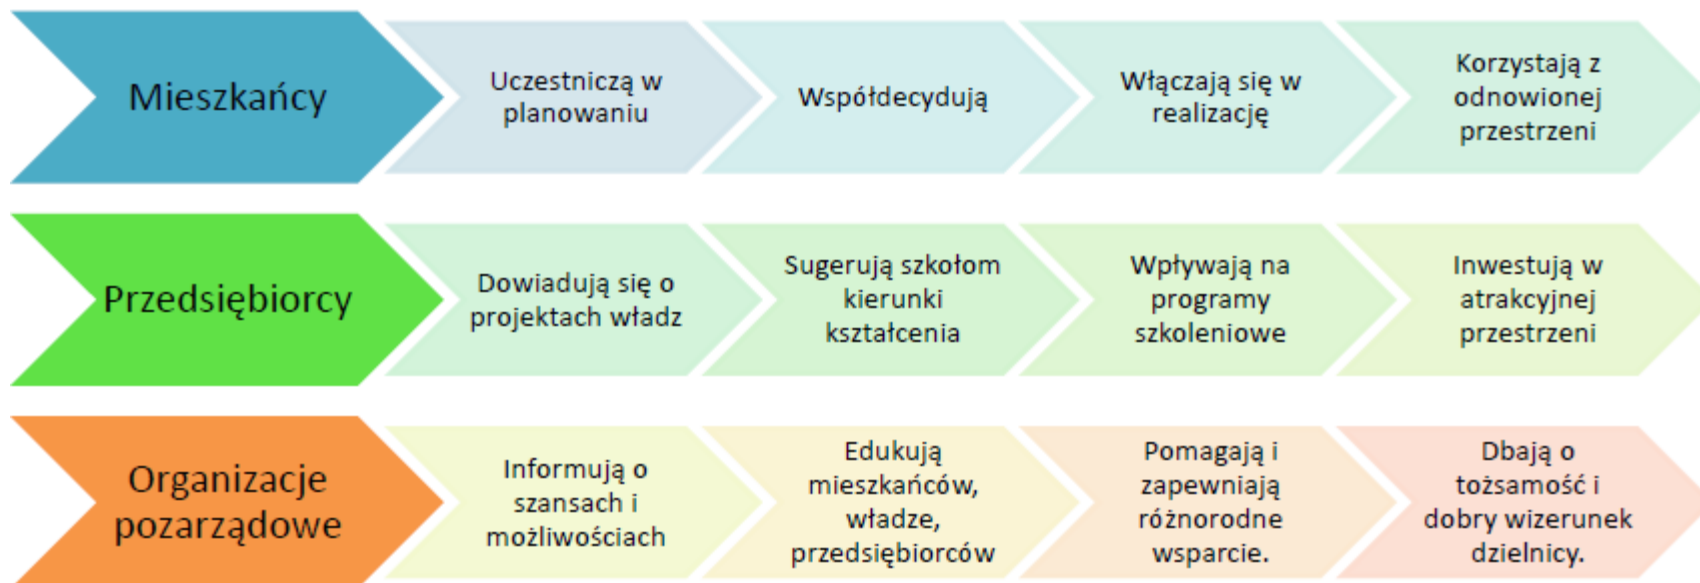 Mieszkańcy
Uczestniczą w
planowaniu
Współdecydują
Włączają się w
realizację
Korzystają z
odnowionej
przestrzeni
Przedsiębiorcy
Dowiadują się o
projektach władz
Sugerują szkołom
kierunki
kształcenia
Wpływają na
programy
szkoleniowe
Inwestują w
atrakcyjnej
przestrzeni
Organizacje
pozarządowe
Informują o
szansach i
możliwościach
Edukują
mieszkańców,
władze,
przedsiębiorców
Pomagają i
zapewniają
różnorodne
wsparcie.
Dbają o
tożsamość i
dobry wizerunek
dzielnicy.